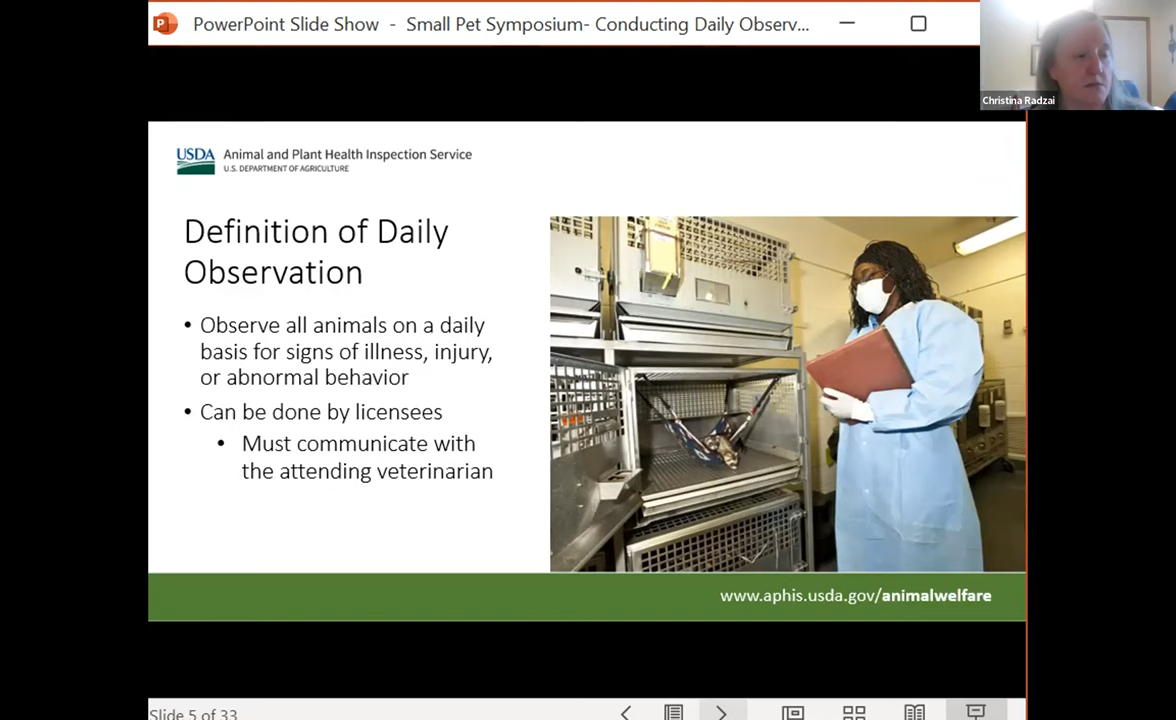 PowerPoint Slide Show - Small Pet Symposium- Conducting Daily Observ...
Christina Radzai
USDA
Animal and Plant Health Inspection Service
U.S. DEPARTMENT OF AGRICULTURE
Definition of Daily
Observation
• Observe all animals on a daily
basis for signs of illness, injury,
or abnormal behavior
• Can be done by licensees
• Must communicate with
the attending veterinarian
www.aphis.usda.gov/animalwelfare
Slide 5 of 33